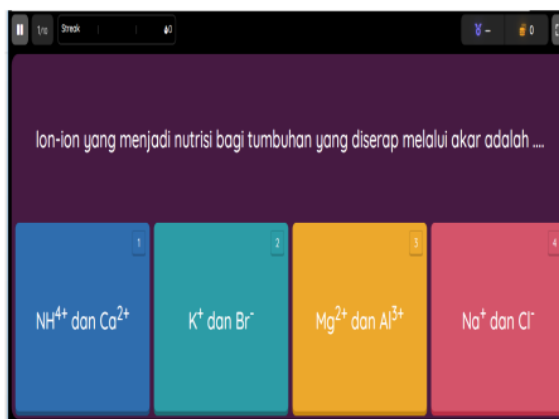 1/10 Streak 0 – 0
Ion-ion yang menjadi nutrisi bagi tumbuhan yang diserap melalui akar adalah ....
1 2 3 4
NH⁴⁺ dan Ca²⁺ K⁺ dan Br⁻ Mg²⁺ dan Al³⁺ Na⁺ dan Cl⁻